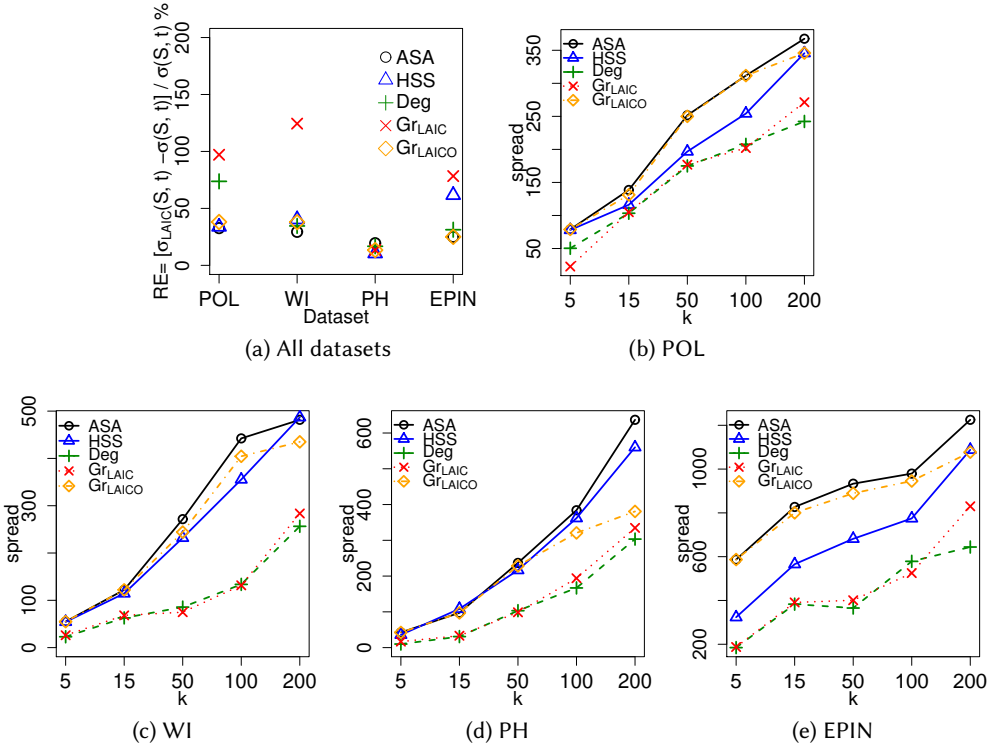 RE= [σLAIC(S, t) −σ(S, t)] / σ(S, t) %
0 50 100 150 200
ASA
HSS
Deg
GrLAIC
GrLAICO
POL WI PH EPIN
Dataset
(a) All datasets
spread
50 150 250 350
ASA
HSS
Deg
GrLAIC
GrLAICO
5 15 50 100 200
k
(b) POL
spread
0 100 300 500
ASA
HSS
Deg
GrLAIC
GrLAICO
5 15 50 100 200
k
(c) WI
spread
0 200 400 600
ASA
HSS
Deg
GrLAIC
GrLAICO
5 15 50 100 200
k
(d) PH
spread
200 600 1000
ASA
HSS
Deg
GrLAIC
GrLAICO
5 15 50 100 200
k
(e) EPIN